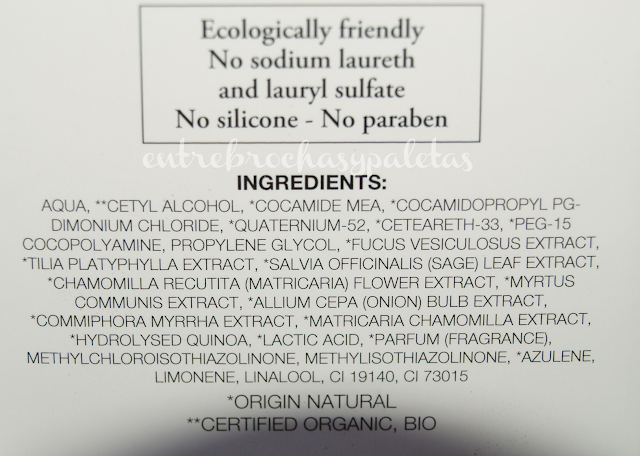 Ecologically friendly
No sodium laureth
and lauryl sulfate
No silicone - No paraben
entrebrochasypaletas
INGREDIENTS:
AQUA, **CETYL ALCOHOL, *COCAMIDE MEA, *COCAMIDOPROPYL PG-
DIMONIUM CHLORIDE, *QUATERNIUM-52, *CETEARETH-33, *PEG-15
COCOPOLYAMINE, PROPYLENE GLYCOL, *FUCUS VESICULOSUS EXTRACT,
*TILIA PLATYPHYLLA EXTRACT, *SALVIA OFFICINALIS (SAGE) LEAF EXTRACT,
*CHAMOMILLA RECUTITA (MATRICARIA) FLOWER EXTRACT, *MYRTUS
COMMUNIS EXTRACT, *ALLIUM CEPA (ONION) BULB EXTRACT,
*COMMIPHORA MYRRHA EXTRACT, *MATRICARIA CHAMOMILLA EXTRACT,
*HYDROLYSED QUINOA, *LACTIC ACID, *PARFUM (FRAGRANCE),
METHYLCHLOROISOTHIAZOLINONE, METHYLISOTHIAZOLINONE, *AZULENE,
LIMONENE, LINALOOL, CI 19140, CI 73015
*ORIGIN NATURAL
**CERTIFIED ORGANIC, BIO